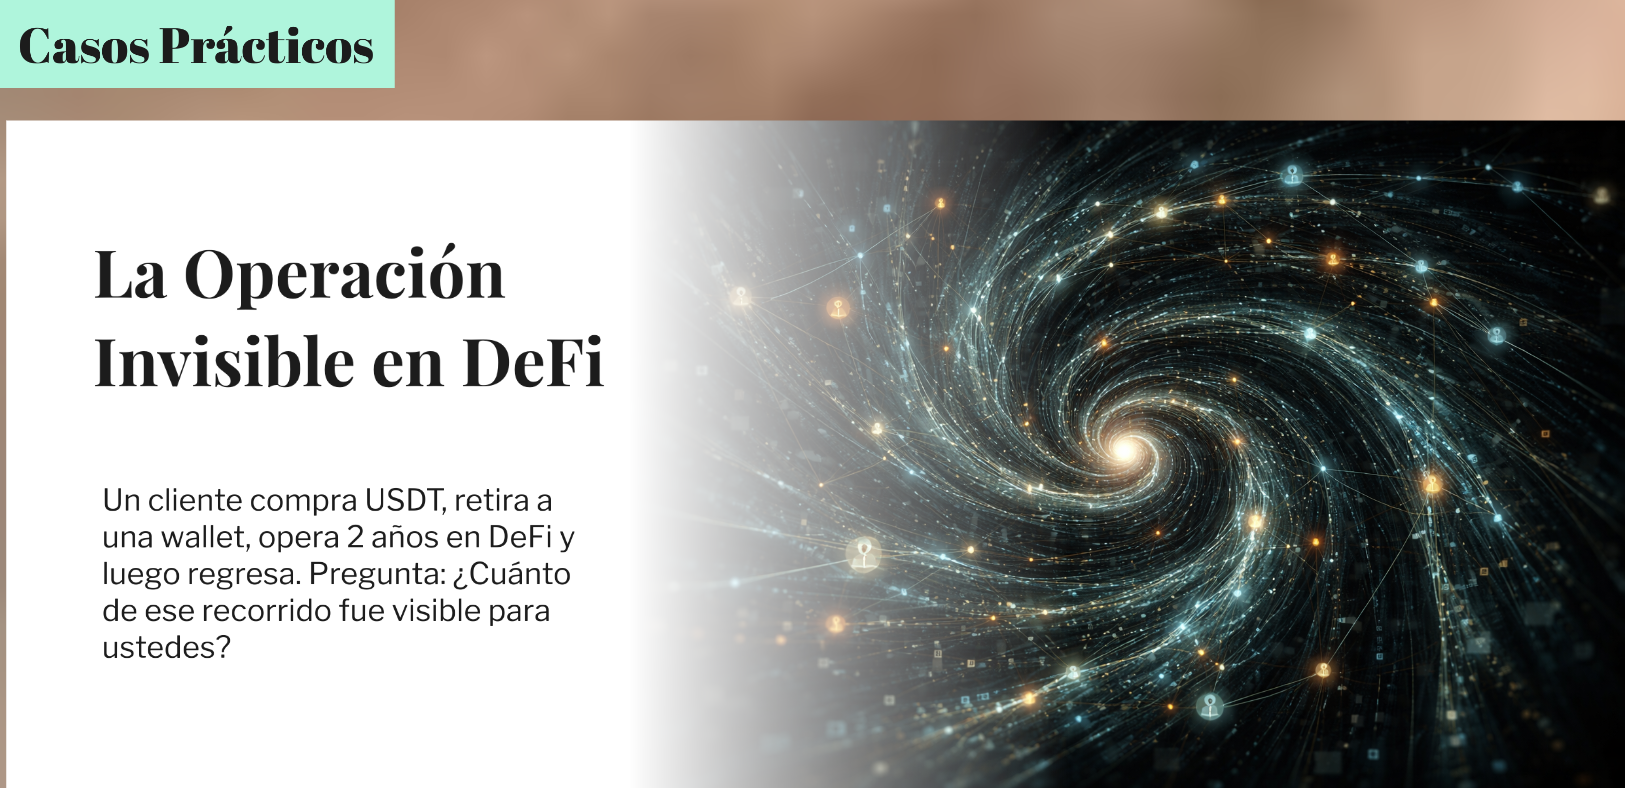 Casos Prácticos
La Operación
Invisible en DeFi
Un cliente compra USDT, retira a
una wallet, opera 2 años en DeFi y
luego regresa. Pregunta: ¿Cuánto
de ese recorrido fue visible para
ustedes?